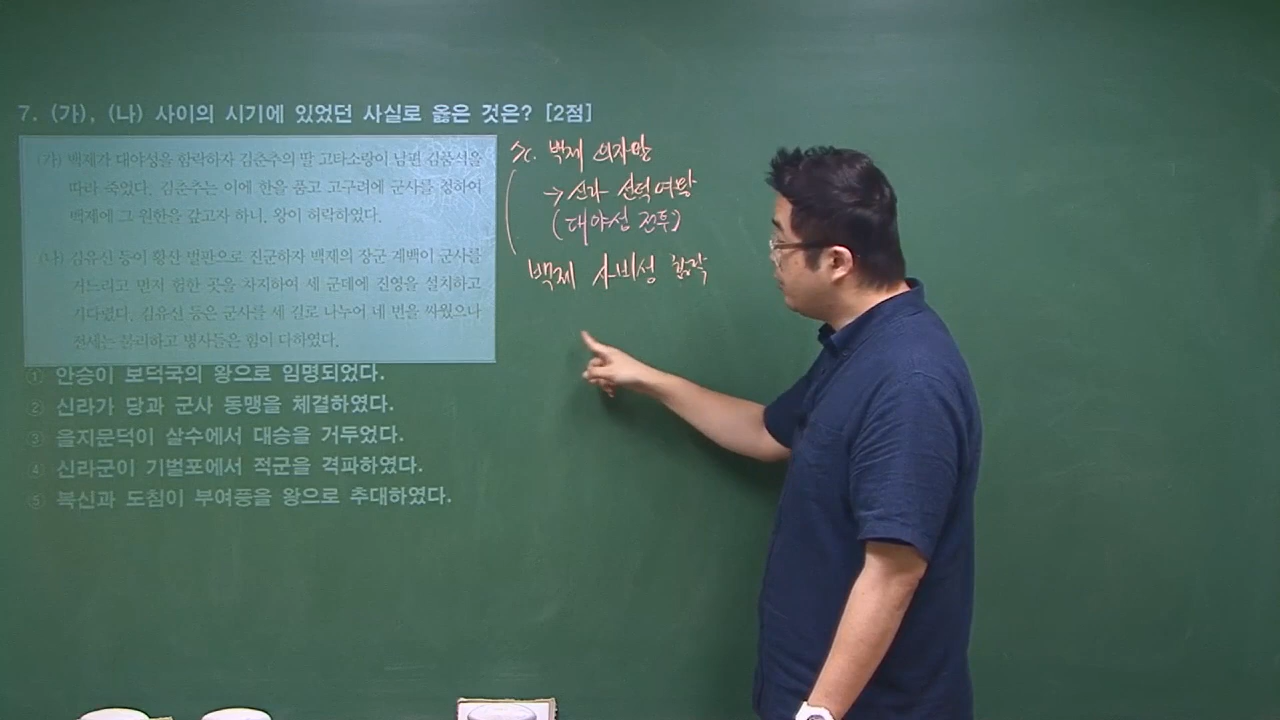 7. (가), (나) 사이의 시기에 있었던 사실로 옳은 것은? [2점]
(가) 백제가 대야성을 함락하자 김춘추의 딸 고타소랑이 남편 김품석을
따라 죽었다. 김춘추는 이에 한을 품고 고구려에 군사를 청하여
백제에 그 원한을 갚고자 하니, 왕이 허락하였다.
(나) 김유신 등이 황산 벌판으로 진군하자 백제의 장군 계백이 군사를
거느리고 먼저 험한 곳을 차지하여 세 군데에 진영을 설치하고
기다렸다. 김유신 등은 군사를 세 길로 나누어 네 번을 싸웠으나
전세는 불리하고 병사들은 힘이 다하였다.
① 안승이 보덕국의 왕으로 임명되었다.
② 신라가 당과 군사 동맹을 체결하였다.
③ 을지문덕이 살수에서 대승을 거두었다.
④ 신라군이 기벌포에서 적군을 격파하였다.
⑤ 복신과 도침이 부여풍을 왕으로 추대하였다.
백제 의자왕
→ 신라 선덕여왕
(대야성 전투)
백제 사비성 함락